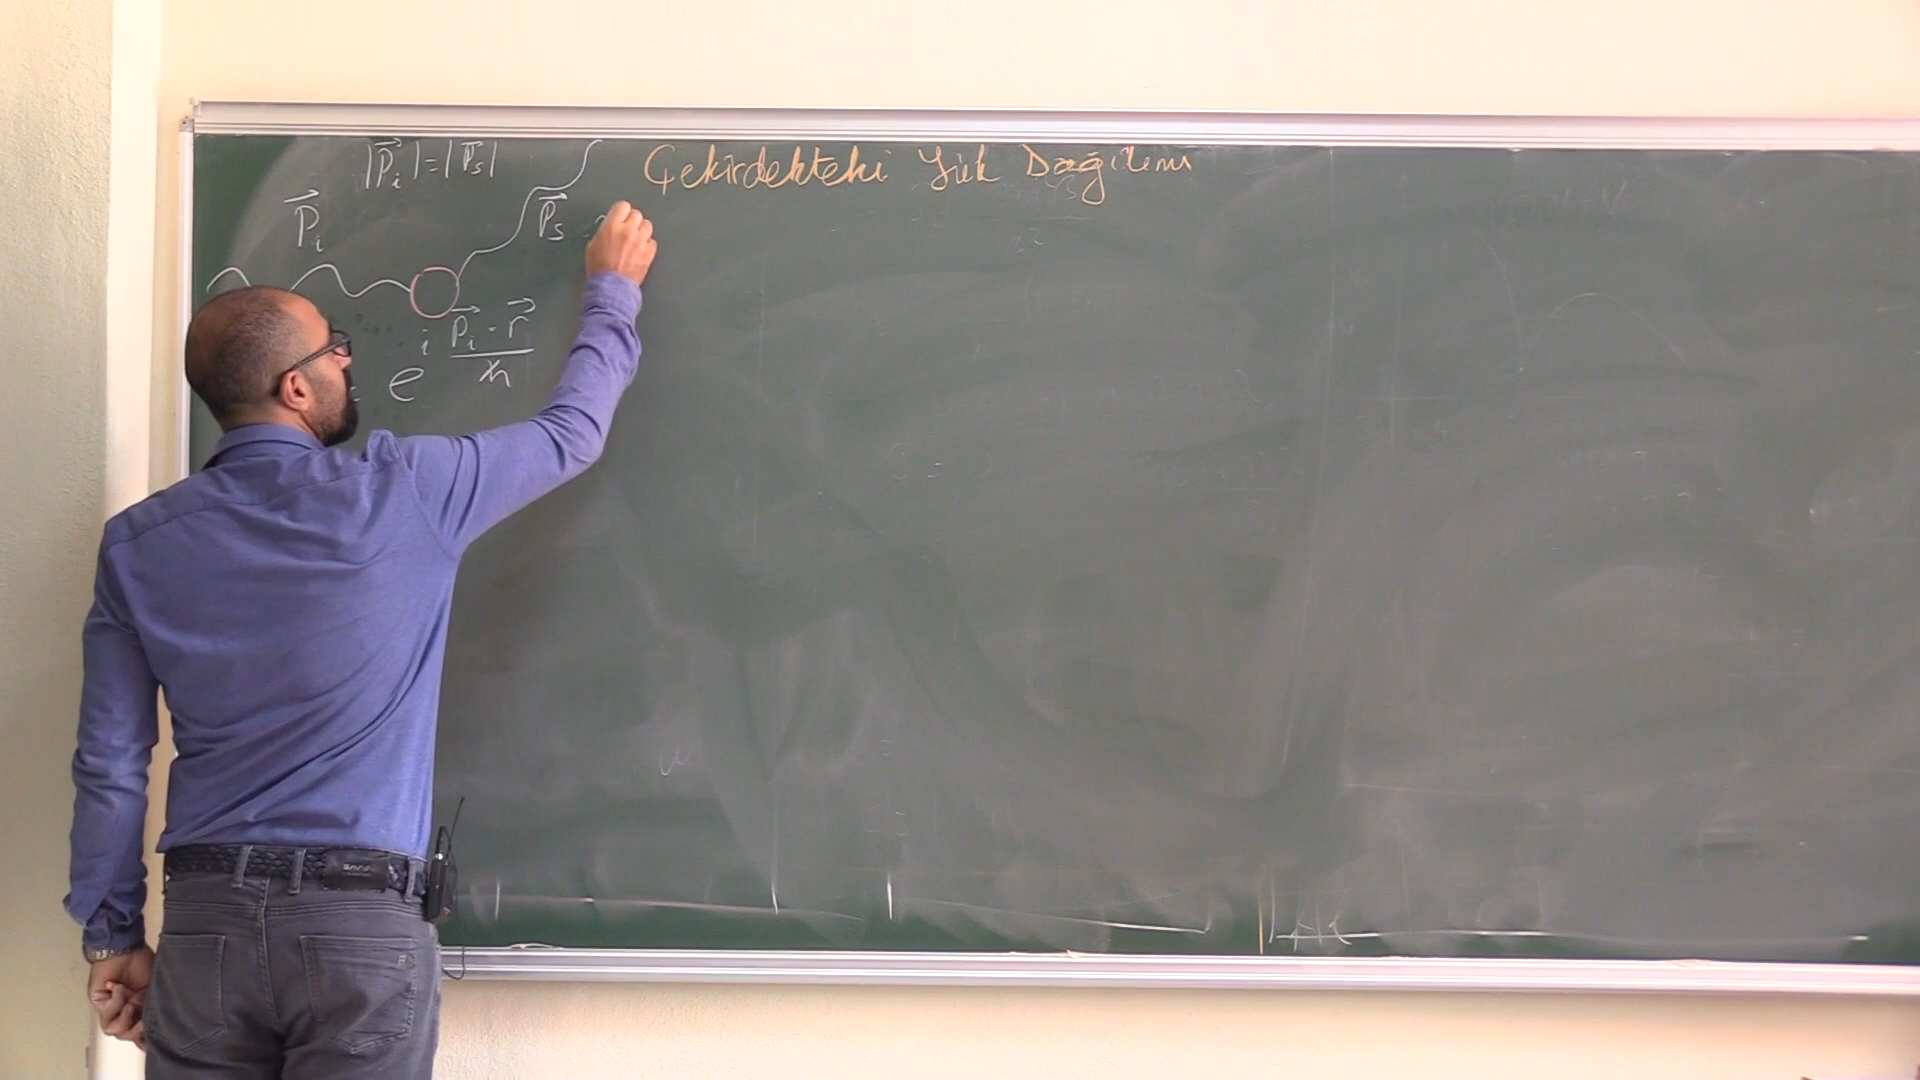 Çekirdekteki Yük Dağılımı
|P⃗ᵢ| = |P⃗ₛ|
P⃗ᵢ
P⃗ₛ
= e^(i P⃗ᵢ · r⃗ / ℏ)